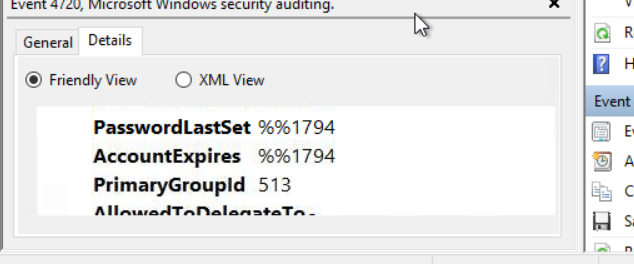 Event 4720, Microsoft Windows security auditing.
General Details
Friendly View XML View
PasswordLastSet %%1794
AccountExpires %%1794
PrimaryGroupId 513
AllowedToDelegateTo -
Event